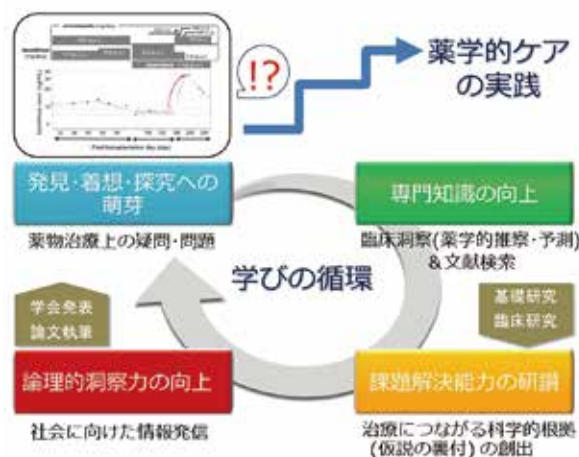 !?
薬学的ケア
の実践
発見・着想・探究への
萌芽
薬物治療上の疑問・問題
専門知識の向上
臨床洞察(薬学的推察・予測)
&文献検索
学びの循環
学会発表
論文執筆
基礎研究
臨床研究
論理的洞察力の向上
社会に向けた情報発信
課題解決能力の研鑽
治療につながる科学的根拠
(仮説の裏付)の創出